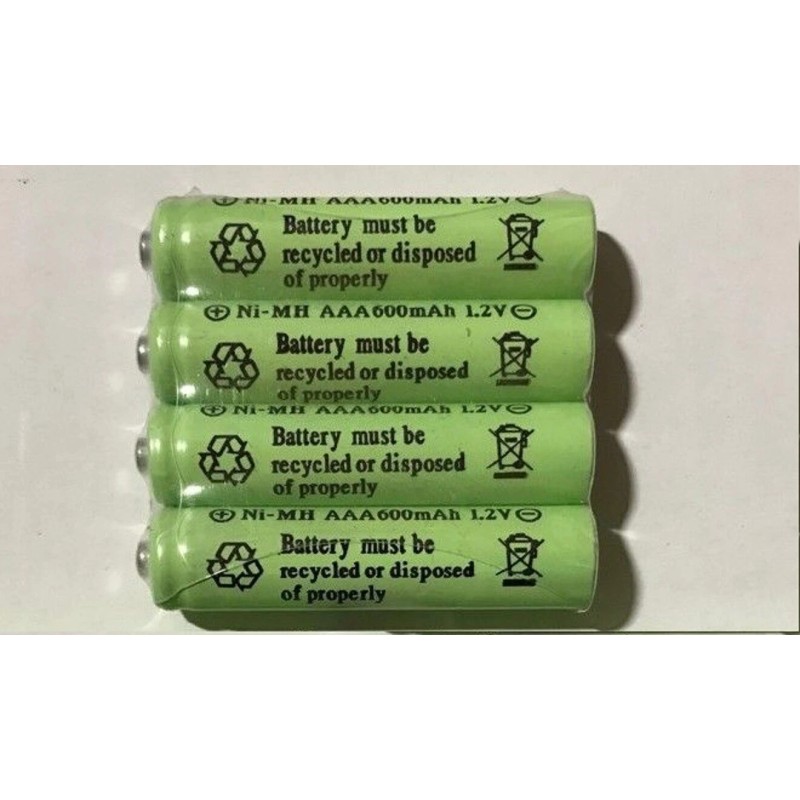 Ni-MH AAA600mAh 1.2V
Battery must be
recycled or disposed
of properly
Ni-MH AAA600mAh 1.2V
Battery must be
recycled or disposed
of properly
Ni-MH AAA600mAh 1.2V
Battery must be
recycled or disposed
of properly
Ni-MH AAA600mAh 1.2V
Battery must be
recycled or disposed
of properly